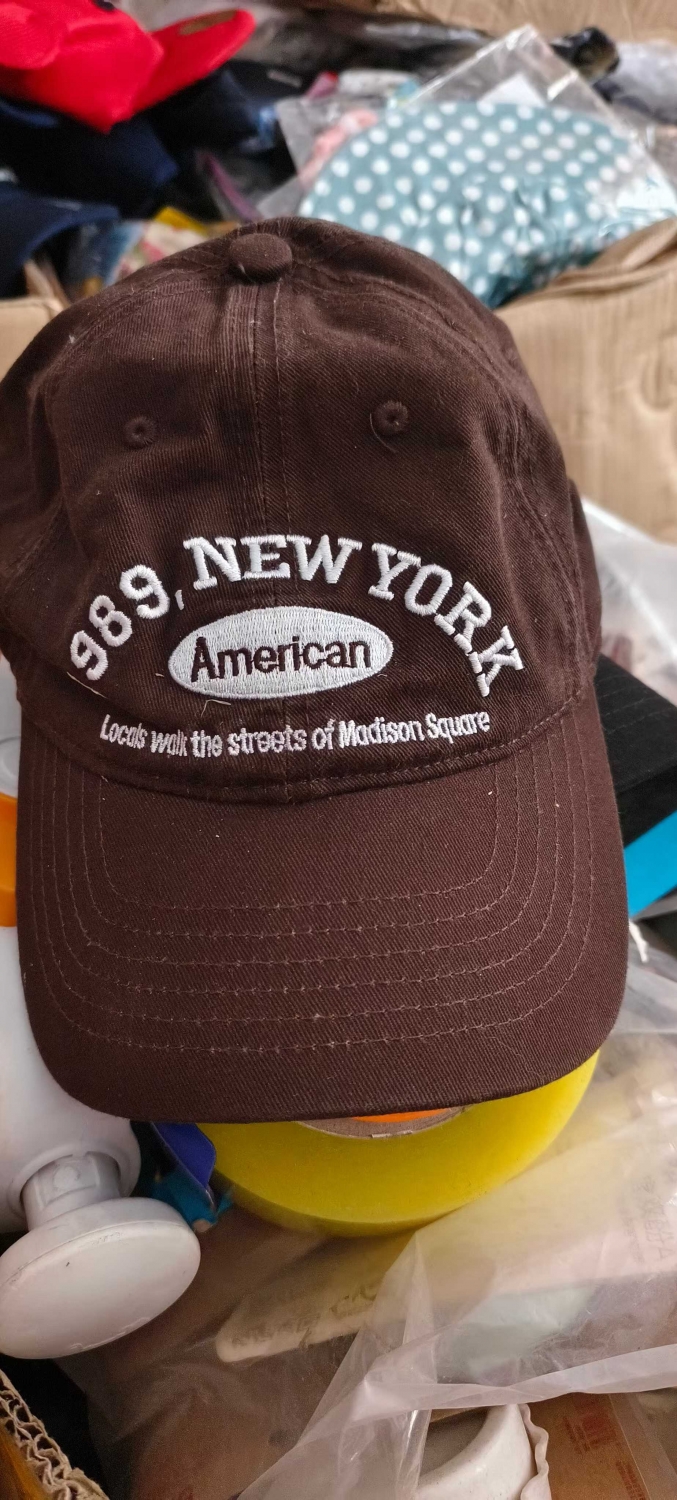 989, NEW YORK
American
Locals walk the streets of Madison Square